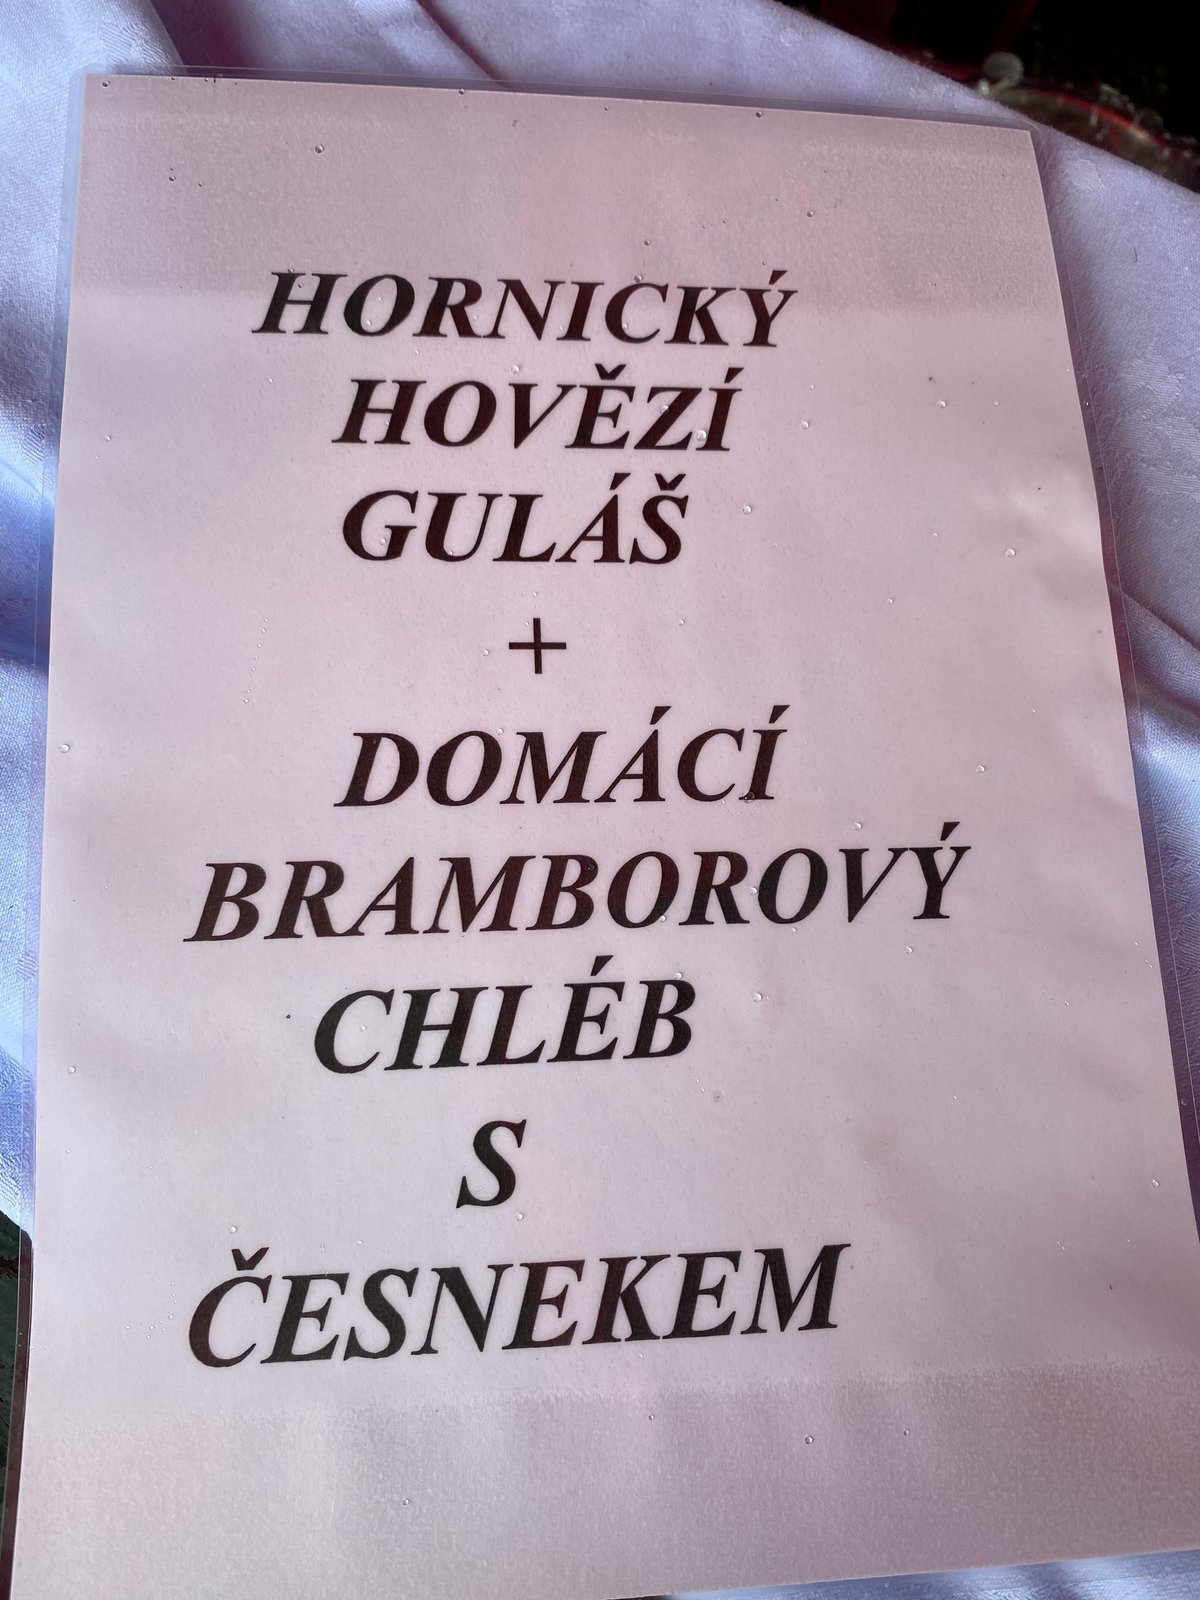 HORNICKÝ
HOVĚZÍ
GULÁŠ
+
DOMÁCÍ
BRAMBOROVÝ
CHLÉB
S
ČESNEKEM